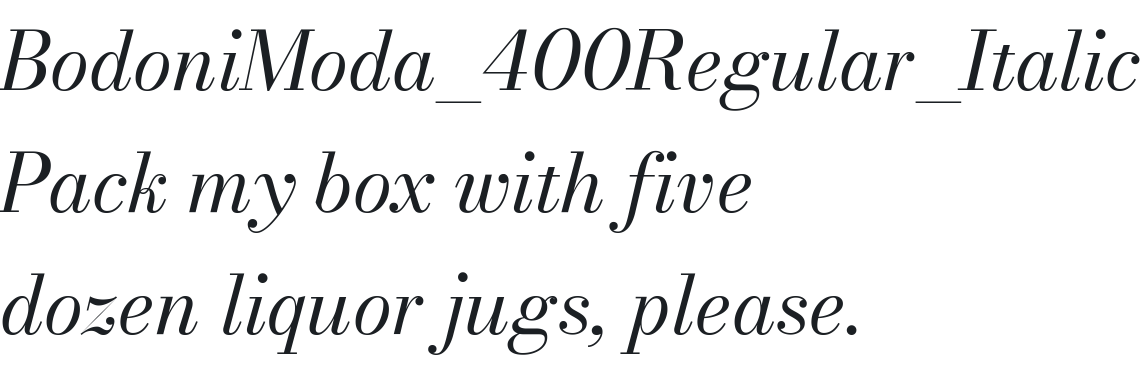 BodoniModa_400Regular_Italic
Pack my box with five
dozen liquor jugs, please.